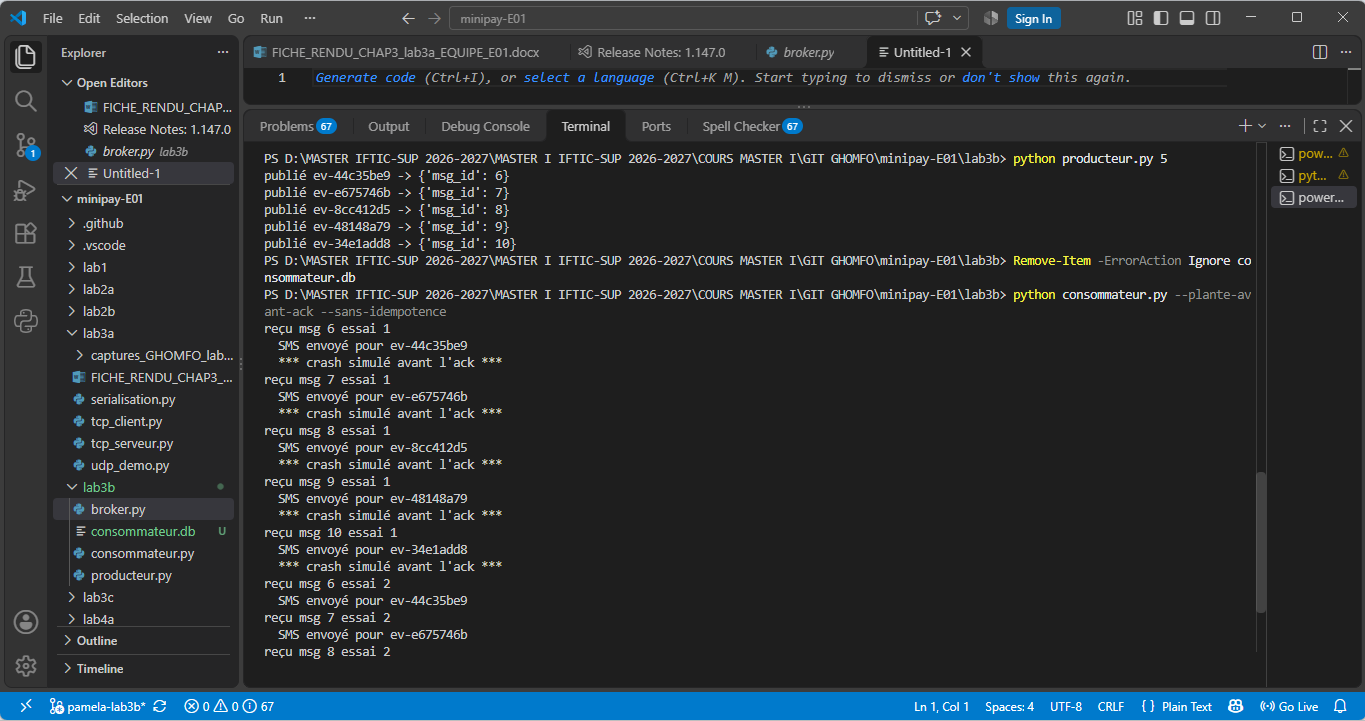 File Edit Selection View Go Run ··· minipay-E01 Sign In
Explorer ···
Open Editors
FICHE_RENDU_CHAP...
Release Notes: 1.147.0
broker.py lab3b
Untitled-1
minipay-E01
.github
.vscode
lab1
lab2a
lab2b
lab3a
captures_GHOMFO_lab...
FICHE_RENDU_CHAP3_...
serialisation.py
tcp_client.py
tcp_serveur.py
udp_demo.py
lab3b
broker.py
consommateur.db U
consommateur.py
producteur.py
lab3c
lab4a
Outline
Timeline
1
FICHE_RENDU_CHAP3_lab3a_EQUIPE_E01.docx Release Notes: 1.147.0 broker.py Untitled-1
1 Generate code (Ctrl+I), or select a language (Ctrl+K M). Start typing to dismiss or don't show this again.
Problems 67 Output Debug Console Terminal Ports Spell Checker 67
PS D:\MASTER IFTIC-SUP 2026-2027\MASTER I IFTIC-SUP 2026-2027\COURS MASTER I\GIT GHOMFO\minipay-E01\lab3b> python producteur.py 5
publié ev-44c35be9 -> {'msg_id': 6}
publié ev-e675746b -> {'msg_id': 7}
publié ev-8cc412d5 -> {'msg_id': 8}
publié ev-48148a79 -> {'msg_id': 9}
publié ev-34e1add8 -> {'msg_id': 10}
PS D:\MASTER IFTIC-SUP 2026-2027\MASTER I IFTIC-SUP 2026-2027\COURS MASTER I\GIT GHOMFO\minipay-E01\lab3b> Remove-Item -ErrorAction Ignore co
nsommateur.db
PS D:\MASTER IFTIC-SUP 2026-2027\MASTER I IFTIC-SUP 2026-2027\COURS MASTER I\GIT GHOMFO\minipay-E01\lab3b> python consommateur.py --plante-av
ant-ack --sans-idempotence
reçu msg 6 essai 1
SMS envoyé pour ev-44c35be9
*** crash simulé avant l'ack ***
reçu msg 7 essai 1
SMS envoyé pour ev-e675746b
*** crash simulé avant l'ack ***
reçu msg 8 essai 1
SMS envoyé pour ev-8cc412d5
*** crash simulé avant l'ack ***
reçu msg 9 essai 1
SMS envoyé pour ev-48148a79
*** crash simulé avant l'ack ***
reçu msg 10 essai 1
SMS envoyé pour ev-34e1add8
*** crash simulé avant l'ack ***
reçu msg 6 essai 2
SMS envoyé pour ev-44c35be9
reçu msg 7 essai 2
SMS envoyé pour ev-e675746b
reçu msg 8 essai 2
pow...
pyt...
power...
pamela-lab3b* 0 0 67 Ln 1, Col 1 Spaces: 4 UTF-8 CRLF { } Plain Text Go Live